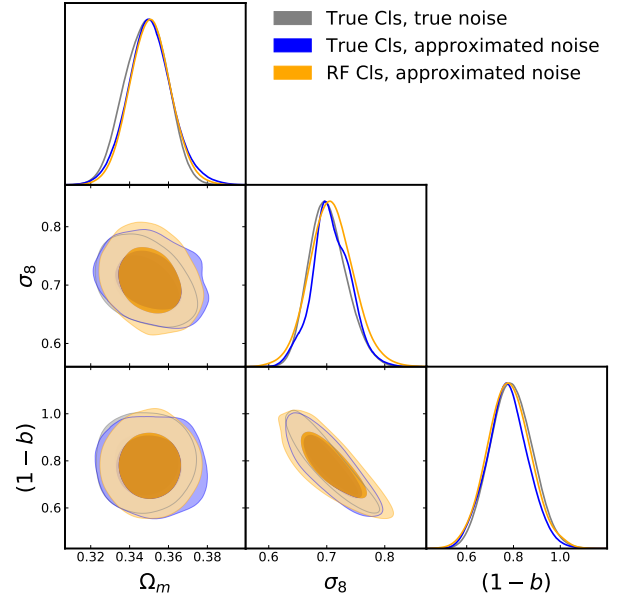 True Cls, true noise
True Cls, approximated noise
RF Cls, approximated noise
0.8
0.7
0.6
σ₈
1.0
0.8
0.6
(1 − b)
0.32 0.34 0.36 0.38
0.6 0.7 0.8
0.6 0.8 1.0
Ωₘ
σ₈
(1 − b)